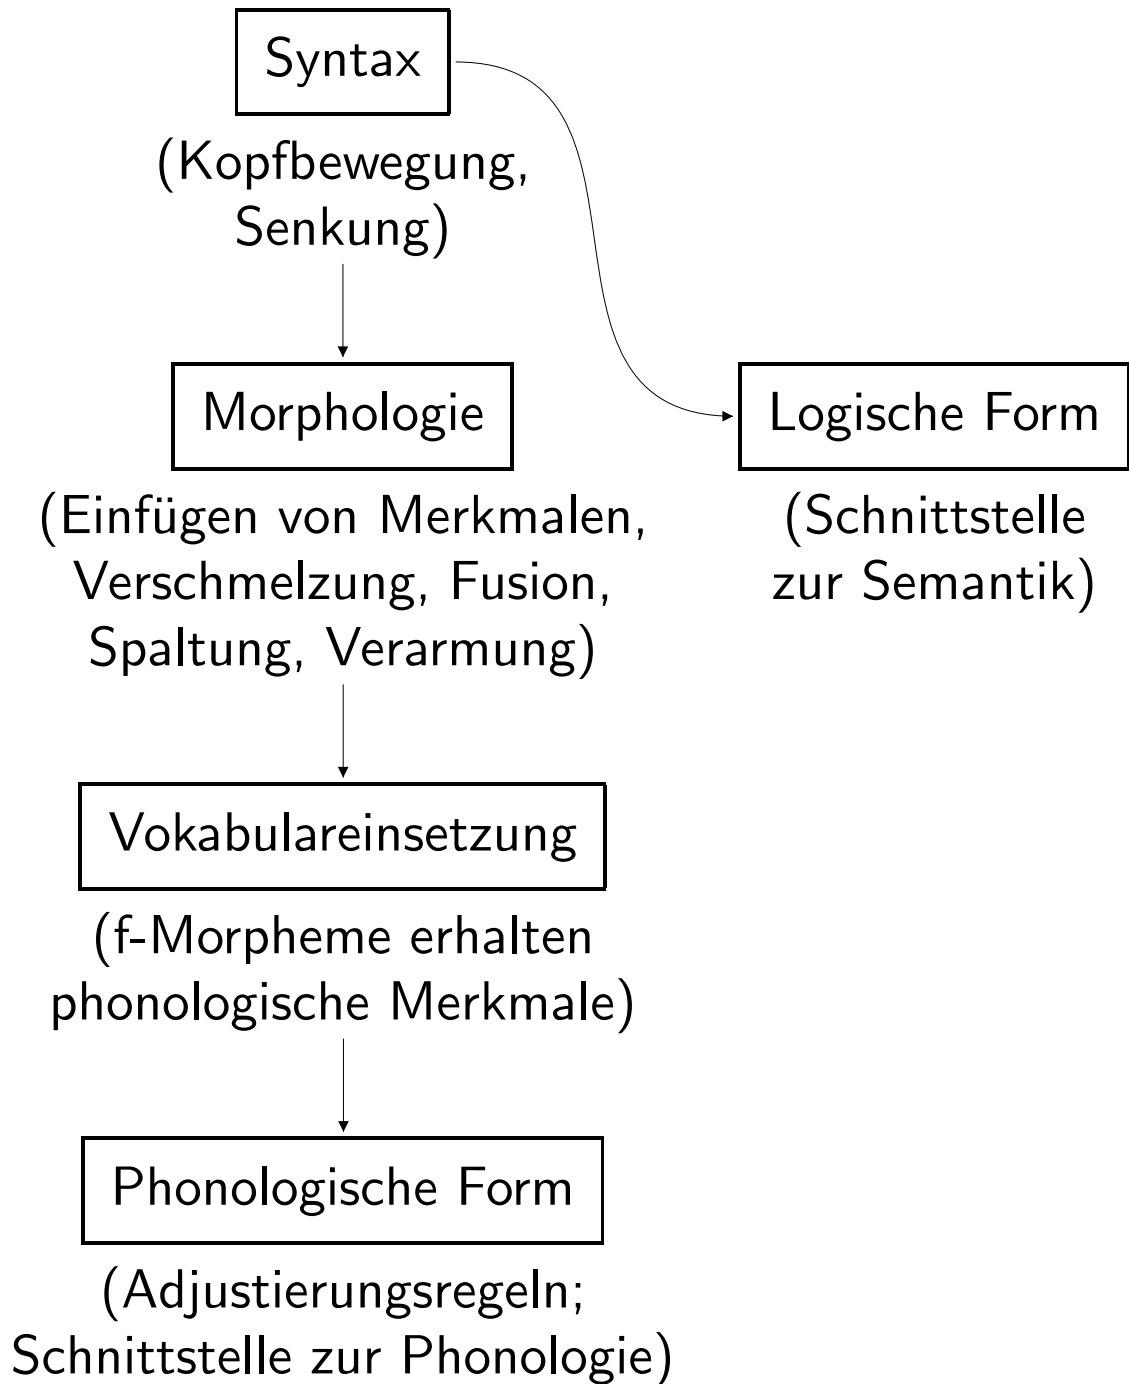 Syntax
(Kopfbewegung,
Senkung)
Morphologie
(Einfügen von Merkmalen,
Verschmelzung, Fusion,
Spaltung, Verarmung)
Logische Form
(Schnittstelle
zur Semantik)
Vokabulareinsetzung
(f-Morpheme erhalten
phonologische Merkmale)
Phonologische Form
(Adjustierungsregeln;
Schnittstelle zur Phonologie)